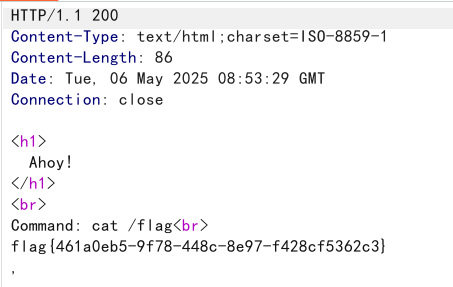 HTTP/1.1 200
Content-Type: text/html;charset=ISO-8859-1
Content-Length: 86
Date: Tue, 06 May 2025 08:53:29 GMT
Connection: close

<h1>
  Ahoy!
</h1>
<br>
Command: cat /flag<br>
flag{461a0eb5-9f78-448c-8e97-f428cf5362c3}
,